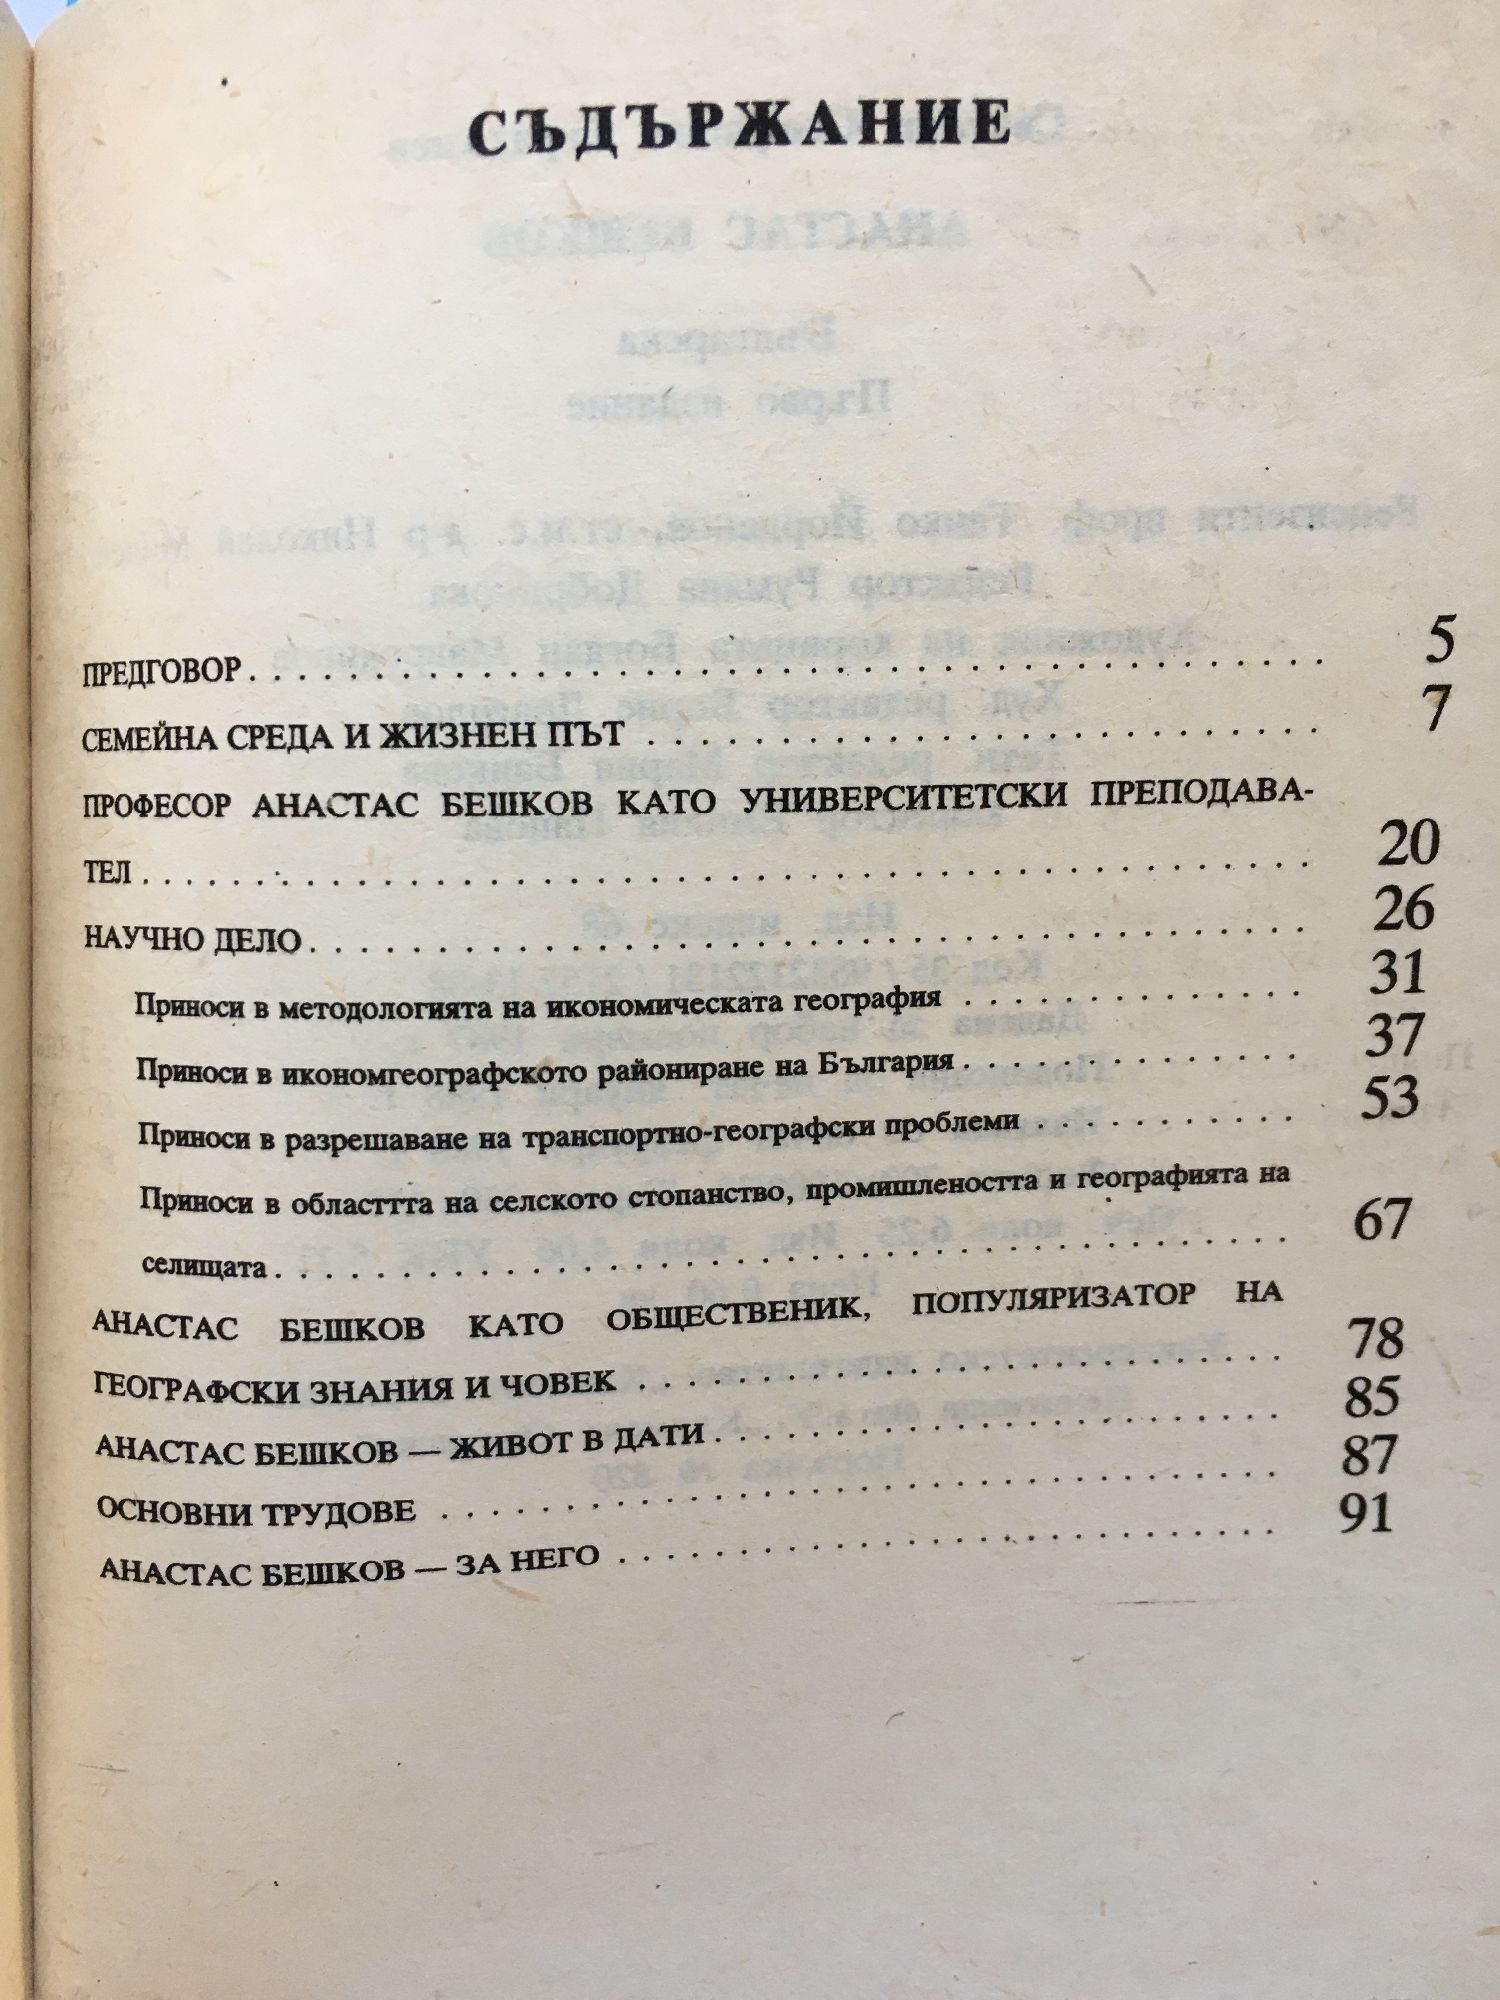 СЪДЪРЖАНИЕ
ПРЕДГОВОР . . . . . . . . . . . . . . . . . . . . 5
СЕМЕЙНА СРЕДА И ЖИЗНЕН ПЪТ . . . . . . . . . . . . . . . . . . . . 7
ПРОФЕСОР АНАСТАС БЕШКОВ КАТО УНИВЕРСИТЕТСКИ ПРЕПОДАВА-
ТЕЛ . . . . . . . . . . . . . . . . . . . . 20
НАУЧНО ДЕЛО . . . . . . . . . . . . . . . . . . . . 26
Приноси в методологията на икономическата география . . . . . . . . . . . . . 31
Приноси в икономгеографското райониране на България . . . . . . . . . . . . . 37
Приноси в разрешаване на транспортно-географски проблеми . . . . . . . . . . 53
Приноси в областтта на селското стопанство, промишлеността и географията на
селищата . . . . . . . . . . . . . . . . . . . . 67
АНАСТАС БЕШКОВ КАТО ОБЩЕСТВЕНИК, ПОПУЛЯРИЗАТОР НА
ГЕОГРАФСКИ ЗНАНИЯ И ЧОВЕК . . . . . . . . . . . . . . . . . . . . 78
АНАСТАС БЕШКОВ — ЖИВОТ В ДАТИ . . . . . . . . . . . . . . . . . . . . 85
ОСНОВНИ ТРУДОВЕ . . . . . . . . . . . . . . . . . . . . 87
АНАСТАС БЕШКОВ — ЗА НЕГО . . . . . . . . . . . . . . . . . . . . 91